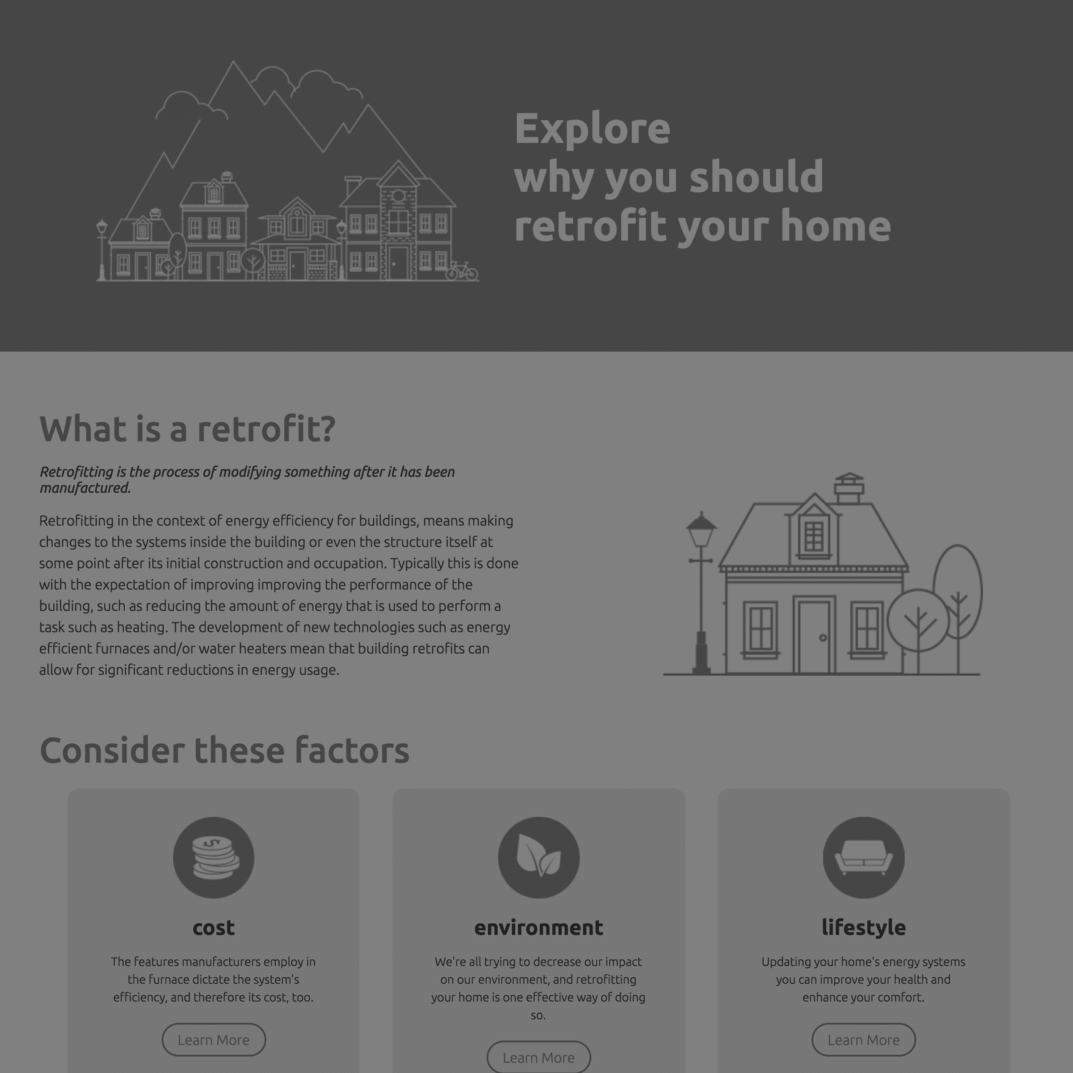 Explore
why you should
retrofit your home
What is a retrofit?
Retrofitting is the process of modifying something after it has been
manufactured.
Retrofitting in the context of energy efficiency for buildings, means making
changes to the systems inside the building or even the structure itself at
some point after its initial construction and occupation. Typically this is done
with the expectation of improving improving the performance of the
building, such as reducing the amount of energy that is used to perform a
task such as heating. The development of new technologies such as energy
efficient furnaces and/or water heaters mean that building retrofits can
allow for significant reductions in energy usage.
Consider these factors
cost
The features manufacturers employ in
the furnace dictate the system's
efficiency, and therefore its cost, too.
Learn More
environment
We're all trying to decrease our impact
on our environment, and retrofitting
your home is one effective way of doing
so.
Learn More
lifestyle
Updating your home's energy systems
you can improve your health and
enhance your comfort.
Learn More